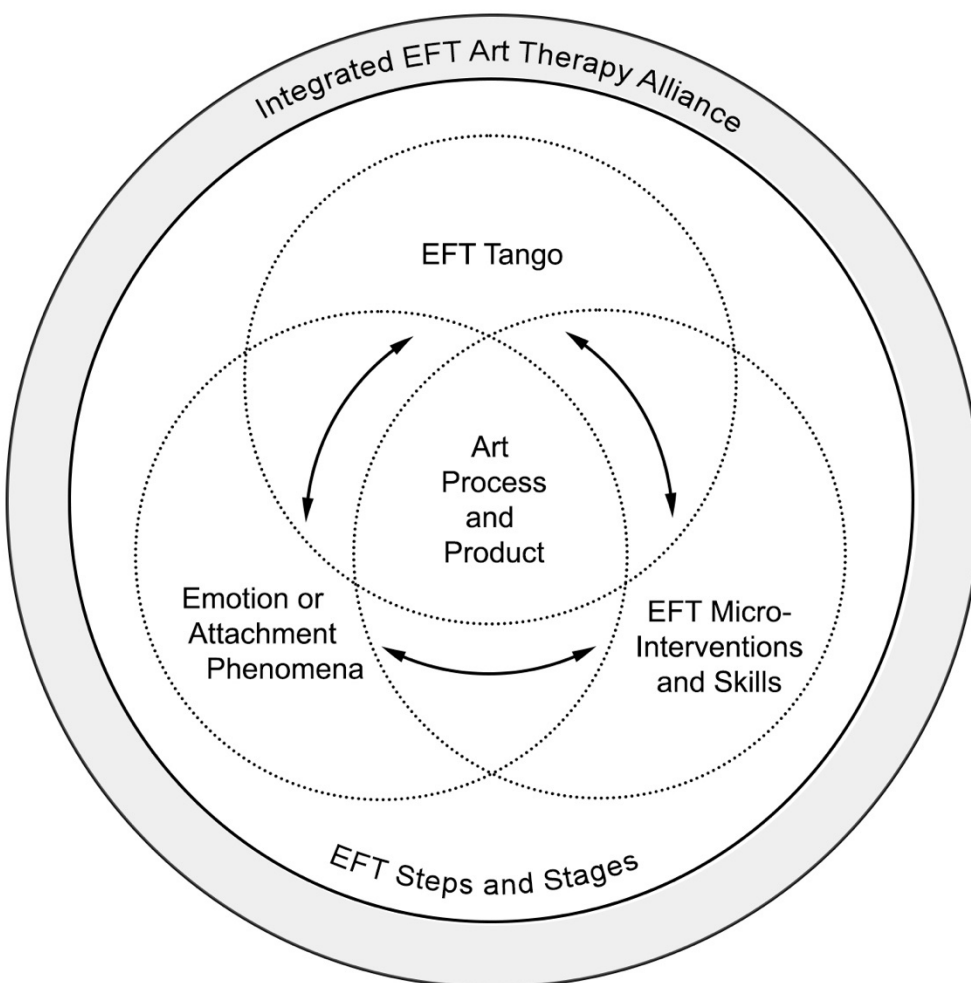 Integrated EFT Art Therapy Alliance
EFT Tango
Art
Process
and
Product
Emotion or
Attachment
Phenomena
EFT Micro-
Interventions
and Skills
EFT Steps and Stages